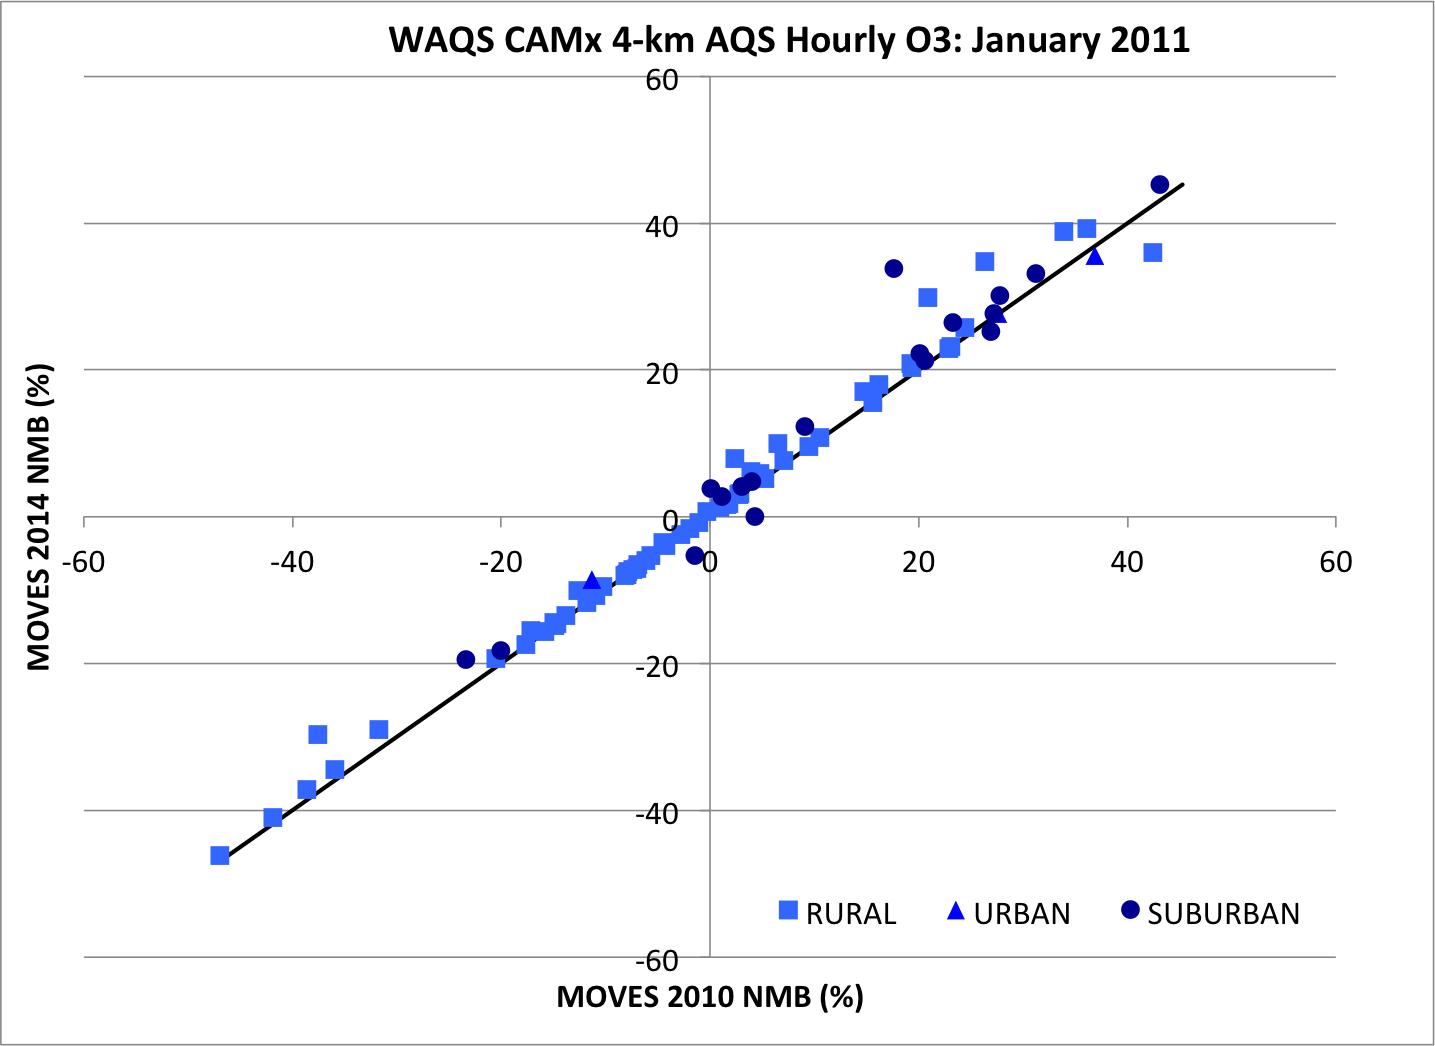 WAQS CAMx 4-km AQS Hourly O3: January 2011
60
40
20
0
-60 -40 -20 0 20 40 60
-20
-40
-60
MOVES 2014 NMB (%)
RURAL URBAN SUBURBAN
MOVES 2010 NMB (%)